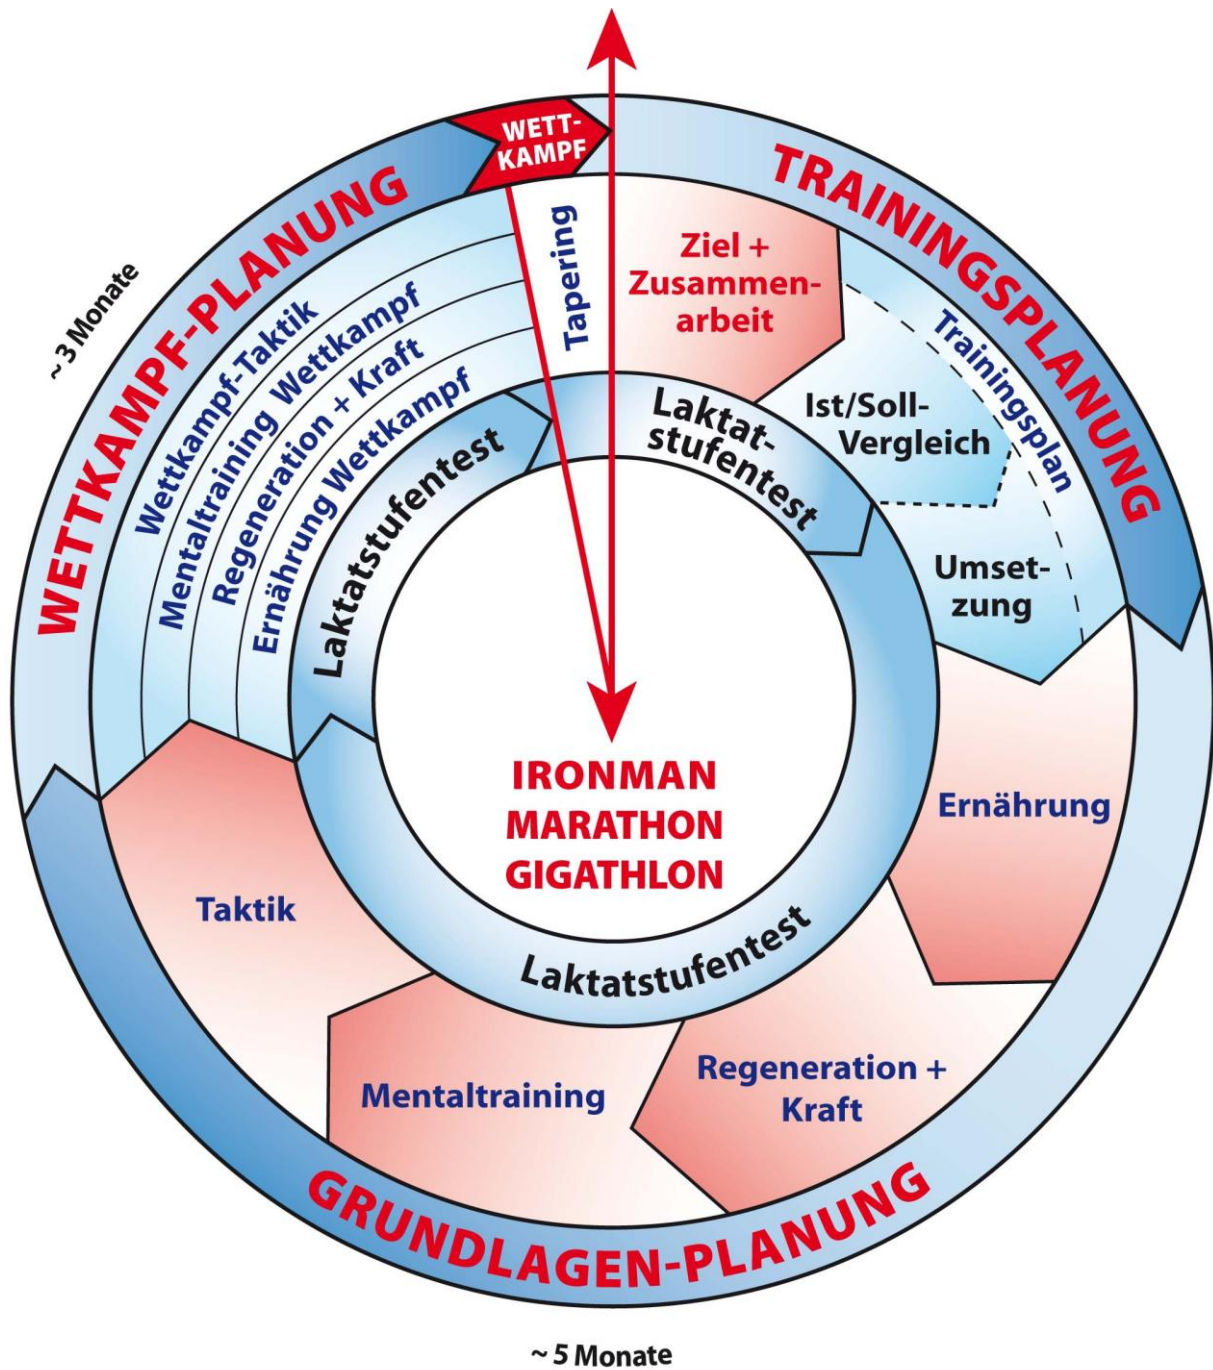 WETT-
KAMPF
TRAININGSPLANUNG
WETTKAMPF-PLANUNG
~ 3 Monate
Tapering
Ziel +
Zusammen-
arbeit
Trainingsplan
Ist/Soll-
Vergleich
Umset-
zung
Wettkampf-Taktik
Mentaltraining Wettkampf
Regeneration + Kraft
Ernährung Wettkampf
Laktatstufentest
Laktat-
stufentest
IRONMAN
MARATHON
GIGATHLON
Ernährung
Taktik
Laktatstufentest
Regeneration +
Kraft
Mentaltraining
GRUNDLAGEN-PLANUNG
~ 5 Monate